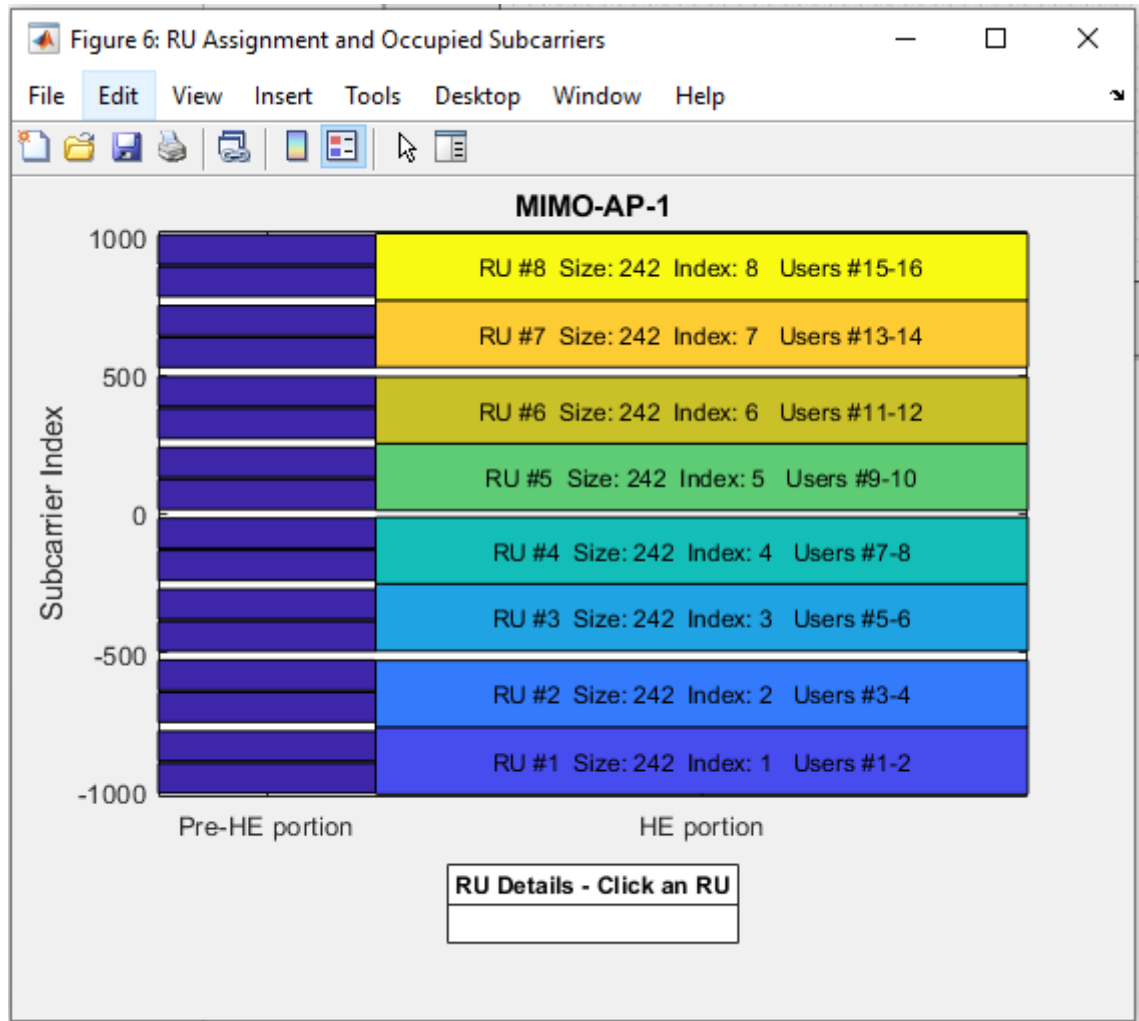 Figure 6: RU Assignment and Occupied Subcarriers
File Edit View Insert Tools Desktop Window Help
MIMO-AP-1
1000
500
0
-500
-1000
Subcarrier Index
RU #8 Size: 242 Index: 8 Users #15-16
RU #7 Size: 242 Index: 7 Users #13-14
RU #6 Size: 242 Index: 6 Users #11-12
RU #5 Size: 242 Index: 5 Users #9-10
RU #4 Size: 242 Index: 4 Users #7-8
RU #3 Size: 242 Index: 3 Users #5-6
RU #2 Size: 242 Index: 2 Users #3-4
RU #1 Size: 242 Index: 1 Users #1-2
Pre-HE portion HE portion
RU Details - Click an RU